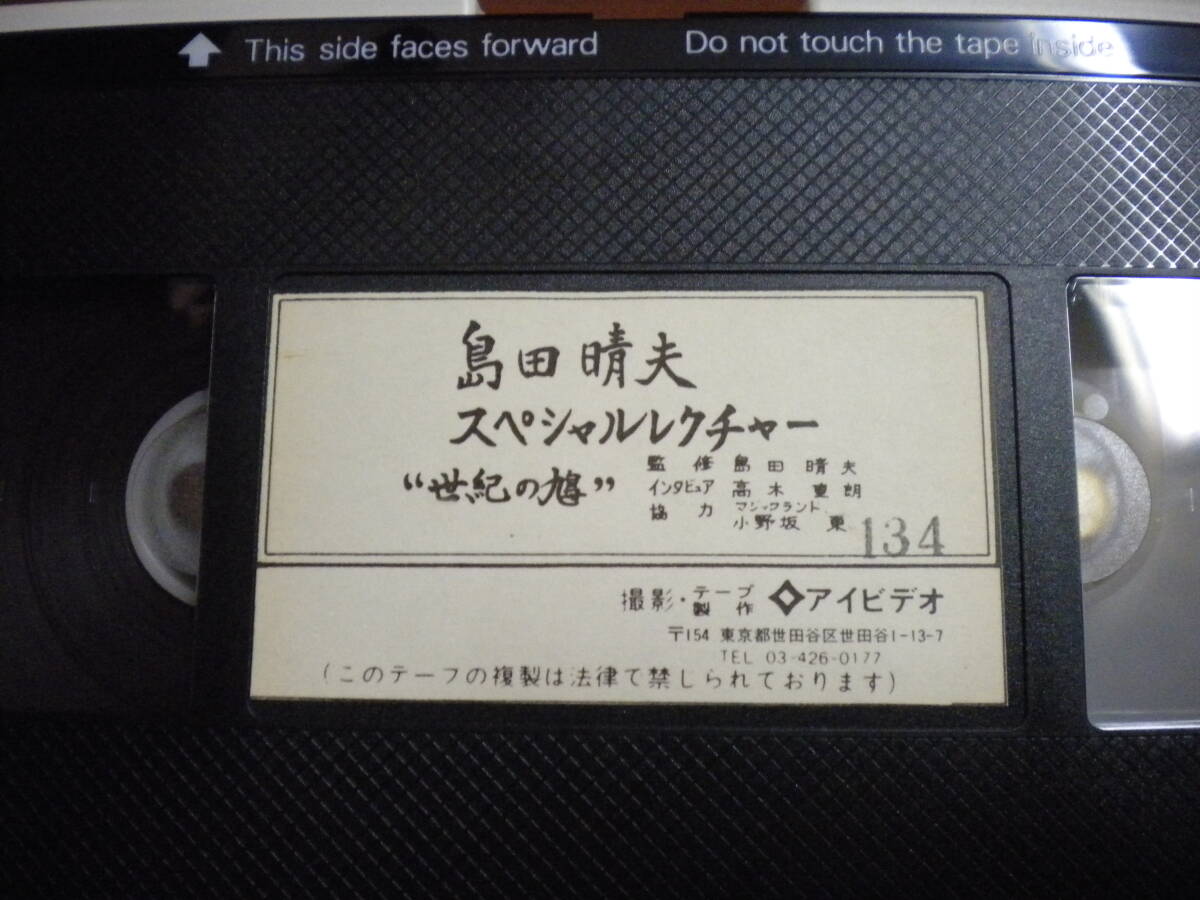 This side faces forward Do not touch the tape inside
島田晴夫
スペシャルレクチャー
“世紀の鳩”
監修 島田晴夫
インタビュア 高木重朗
協力 マジックランド
小野坂 東
134
撮影・テープ製作 アイビデオ
〒154 東京都世田谷区世田谷1-13-7
TEL 03-426-0177
(このテープの複製は法律で禁じられております)